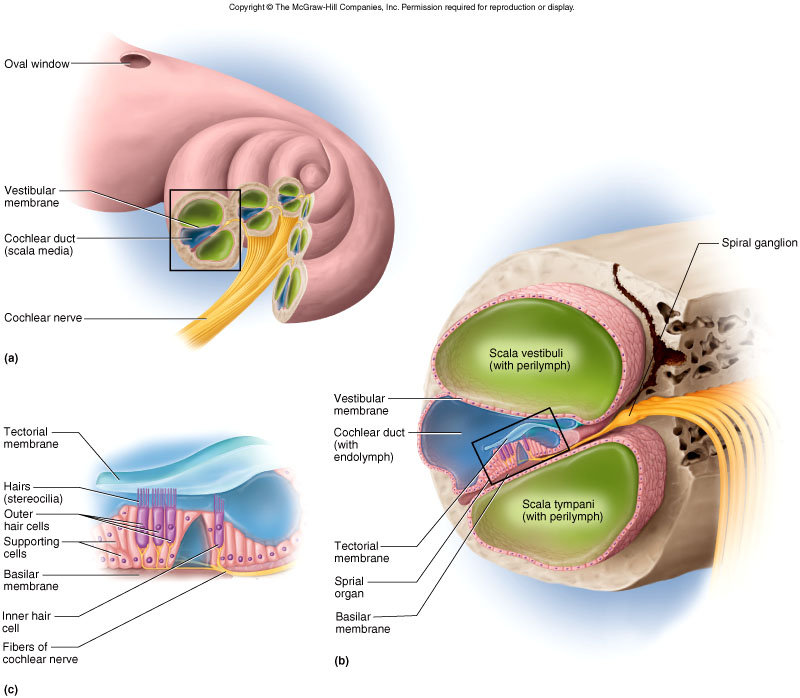 Copyright © The McGraw-Hill Companies, Inc. Permission required for reproduction or display.
Oval window
Vestibular
membrane
Cochlear duct
(scala media)
Cochlear nerve
(a)
Spiral ganglion
Scala vestibuli
(with perilymph)
Vestibular
membrane
Cochlear duct
(with
endolymph)
Scala tympani
(with perilymph)
Tectorial
membrane
Sprial
organ
Basilar
membrane
(b)
Tectorial
membrane
Hairs
(stereocilia)
Outer
hair cells
Supporting
cells
Basilar
membrane
Inner hair
cell
Fibers of
cochlear nerve
(c)